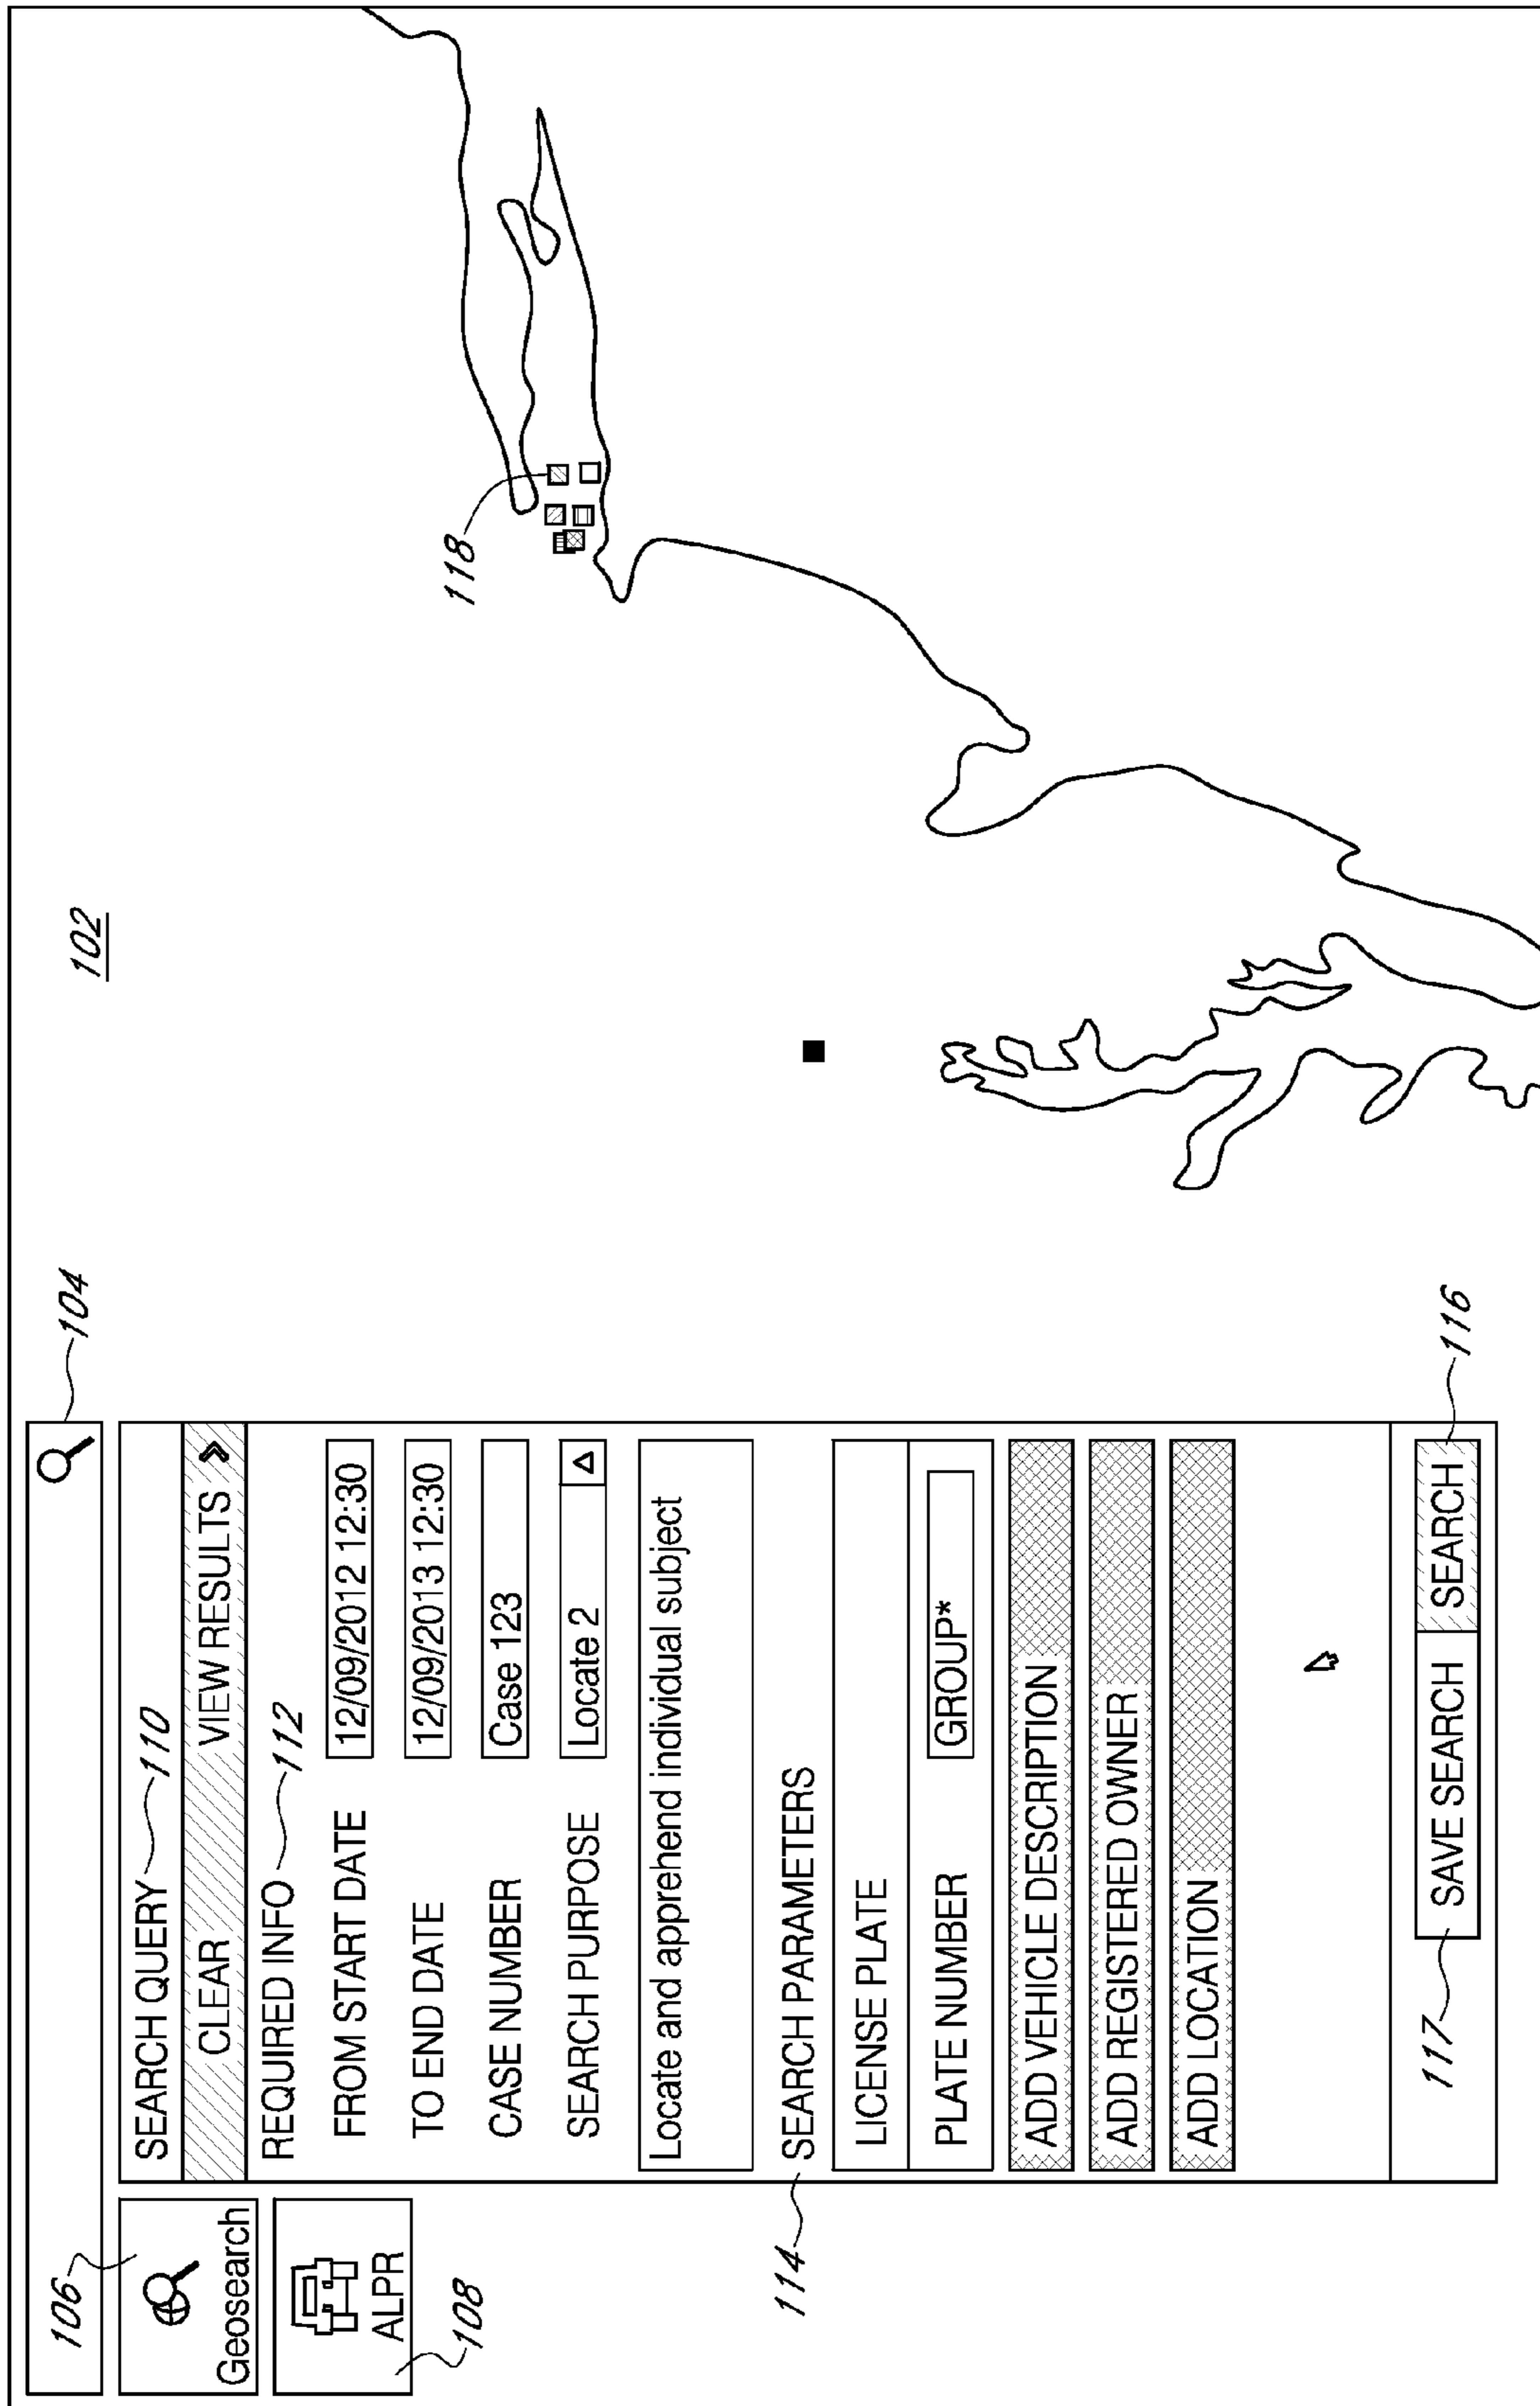 102
104
106
Geosearch
ALPR
108
SEARCH QUERY
110
CLEAR VIEW RESULTS
REQUIRED INFO
112
FROM START DATE 12/09/2012 12:30
TO END DATE 12/09/2013 12:30
CASE NUMBER Case 123
SEARCH PURPOSE Locate 2
Locate and apprehend individual subject
114
SEARCH PARAMETERS
LICENSE PLATE
PLATE NUMBER GROUP*
ADD VEHICLE DESCRIPTION
ADD REGISTERED OWNER
ADD LOCATION
117
SAVE SEARCH SEARCH
116
118